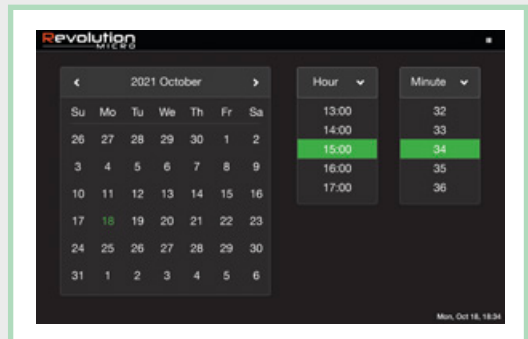 Revolution
MICRO
< 2021 October >
Su Mo Tu We Th Fr Sa
26 27 28 29 30 1 2
3 4 5 6 7 8 9
10 11 12 13 14 15 16
17 18 19 20 21 22 23
24 25 26 27 28 29 30
31 1 2 3 4 5 6
Hour
13:00
14:00
15:00
16:00
17:00
Minute
32
33
34
35
36
Mon, Oct 18, 18:34